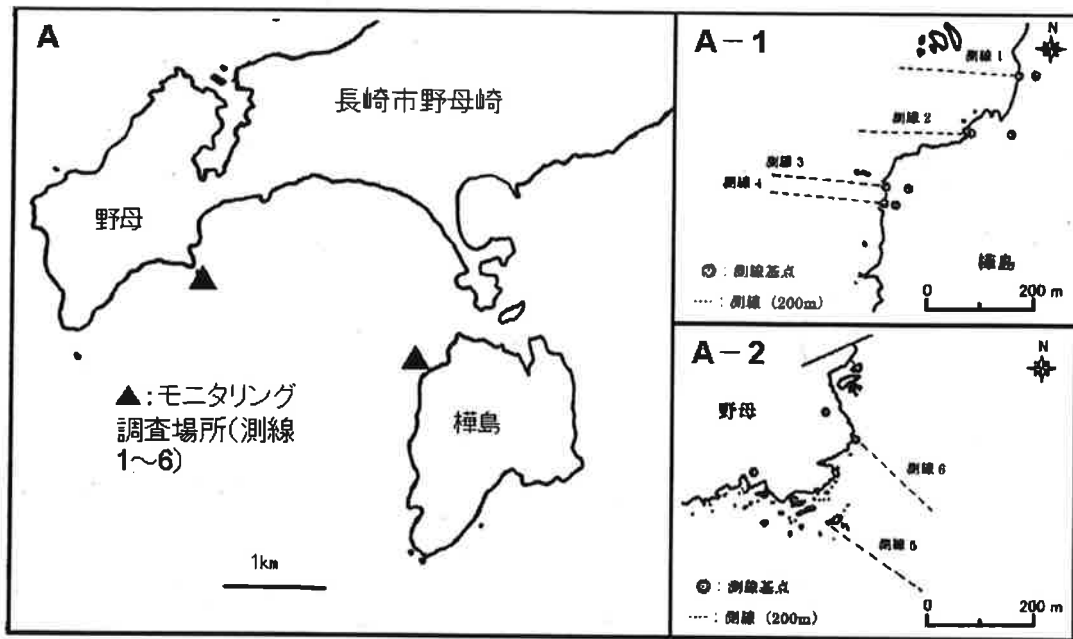 A
長崎市野母崎
野母
▲:モニタリング
調査場所(測線
1~6)
樺島
1km
A-1
N
測線 1
測線 2
測線 3
測線 4
樺島
◎:測線基点
····:測線 (200m)
0 200 m
A-2
N
野母
測線 6
測線 5
◎:測線基点
····:測線 (200m)
0 200 m